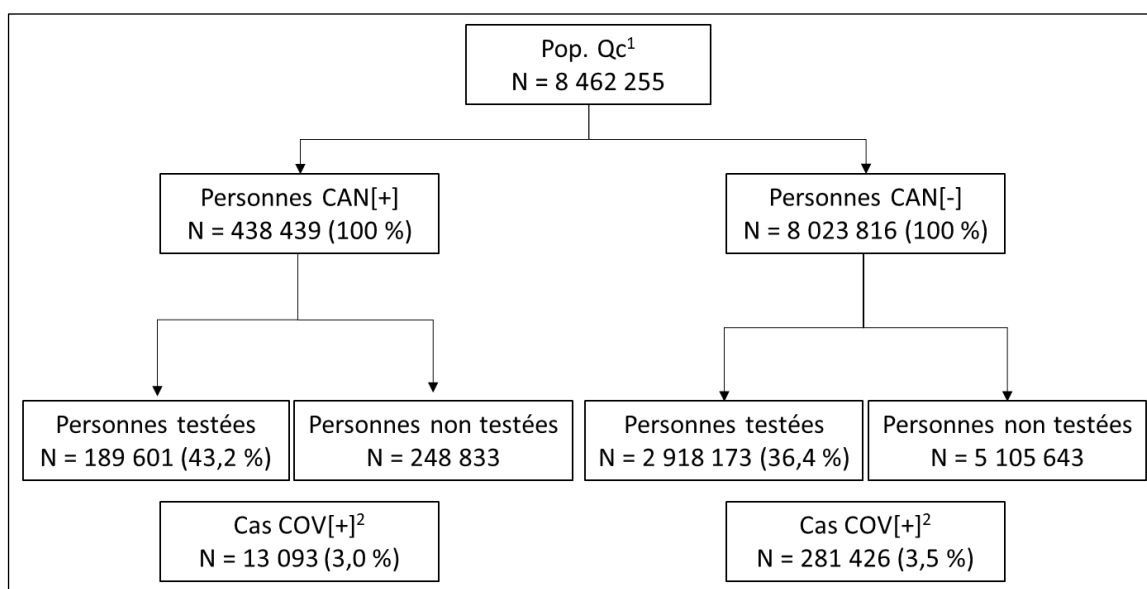 Pop. Qc¹
N = 8 462 255
Personnes CAN[+]
N = 438 439 (100 %)
Personnes CAN[-]
N = 8 023 816 (100 %)
Personnes testées
N = 189 601 (43,2 %)
Personnes non testées
N = 248 833
Personnes testées
N = 2 918 173 (36,4 %)
Personnes non testées
N = 5 105 643
Cas COV[+]²
N = 13 093 (3,0 %)
Cas COV[+]²
N = 281 426 (3,5 %)